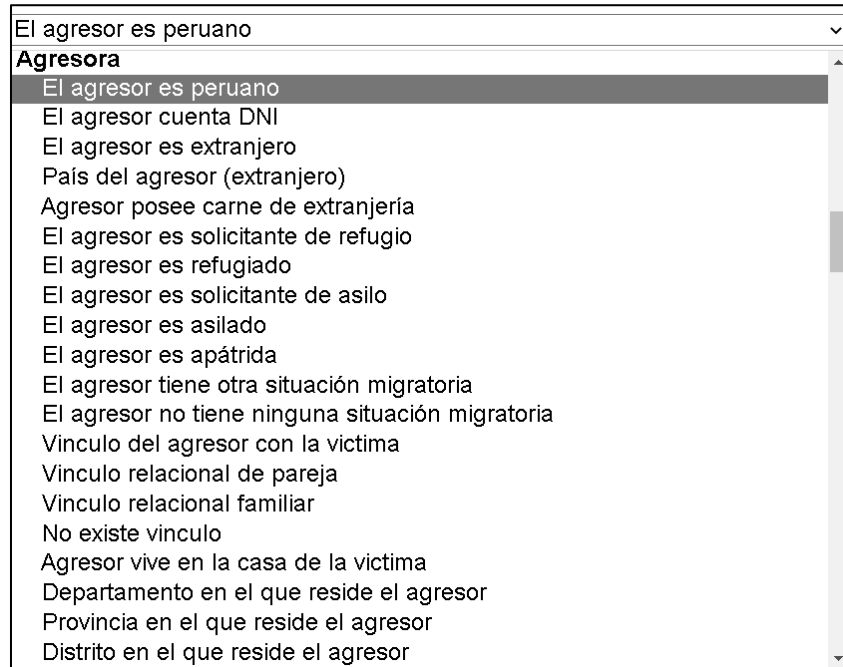 El agresor es peruano
Agresora
El agresor es peruano
El agresor cuenta DNI
El agresor es extranjero
País del agresor (extranjero)
Agresor posee carne de extranjería
El agresor es solicitante de refugio
El agresor es refugiado
El agresor es solicitante de asilo
El agresor es asilado
El agresor es apátrida
El agresor tiene otra situación migratoria
El agresor no tiene ninguna situación migratoria
Vinculo del agresor con la victima
Vinculo relacional de pareja
Vinculo relacional familiar
No existe vinculo
Agresor vive en la casa de la victima
Departamento en el que reside el agresor
Provincia en el que reside el agresor
Distrito en el que reside el agresor